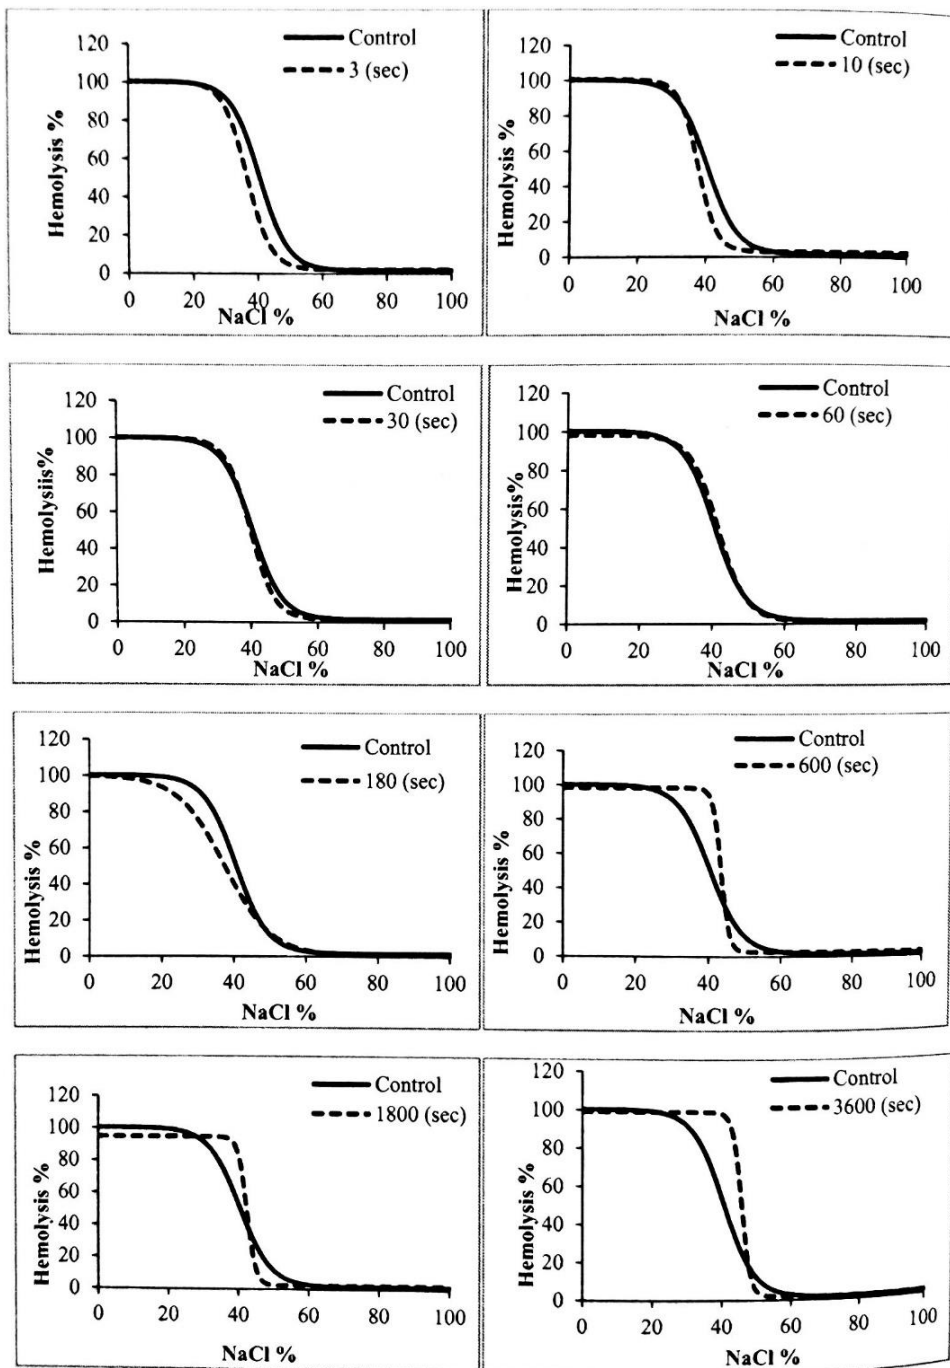 120
100
80
60
40
20
0
Hemolysis %
Control
3 (sec)
0 20 40 60 80 100
NaCl %
120
100
80
60
40
20
0
Hemolysis %
Control
10 (sec)
0 20 40 60 80 100
NaCl %
120
100
80
60
40
20
0
Hemolysiis%
Control
30 (sec)
0 20 40 60 80 100
NaCl %
120
100
80
60
40
20
0
Hemolysis%
Control
60 (sec)
0 20 40 60 80 100
NaCl %
120
100
80
60
40
20
0
Hemolysis %
Control
180 (sec)
0 20 40 60 80 100
NaCl %
120
100
80
60
40
20
0
Hemolysis %
Control
600 (sec)
0 20 40 60 80 100
NaCl %
120
100
80
60
40
20
0
Hemolysis %
Control
1800 (sec)
0 20 40 60 80 100
NaCl %
120
100
80
60
40
20
0
Hemolysis %
Control
3600 (sec)
0 20 40 60 80 100
NaCl %